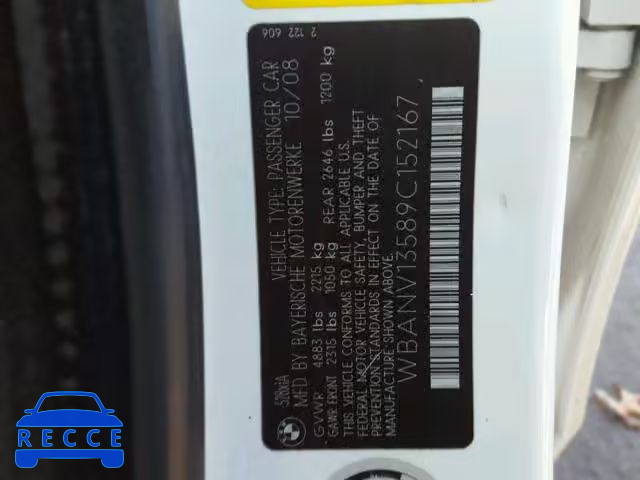 2 122 606
528xiA
VEHICLE TYPE: PASSENGER CAR
MFD BY BAYERISCHE MOTORENWERKE 10/08
GVWR 4883 lbs 2215 kg
GAWR FRONT 2315 lbs 1050 kg REAR 2646 lbs 1200 kg
THIS VEHICLE CONFORMS TO ALL APPLICABLE U.S.
FEDERAL MOTOR VEHICLE SAFETY, BUMPER AND THEFT
PREVENTION STANDARDS IN EFFECT ON THE DATE OF
MANUFACTURE SHOWN ABOVE.
WBANV13589C152167
RECCE